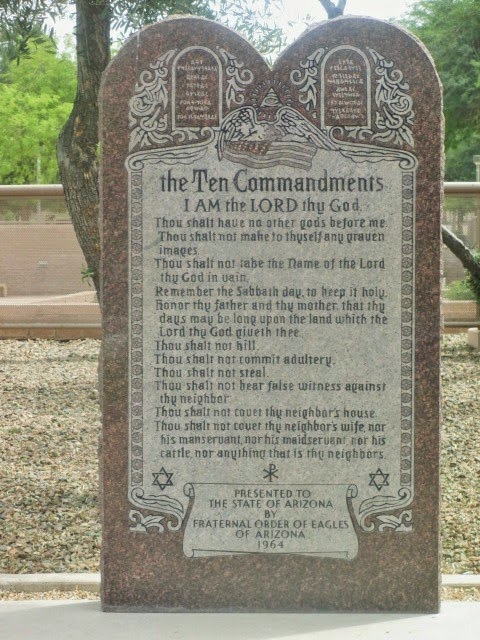 the Ten Commandments
I AM the LORD thy God.
Thou shalt have no other gods before me.
Thou shalt not make to thyself any graven
images.
Thou shalt not take the Name of the Lord
thy God in vain.
Remember the Sabbath day, to keep it holy.
Honor thy father and thy mother, that thy
days may be long upon the land which the
Lord thy God giveth thee.
Thou shalt not kill.
Thou shalt not commit adultery.
Thou shalt not steal.
Thou shalt not bear false witness against
thy neighbor.
Thou shalt not covet thy neighbor's house.
Thou shalt not covet thy neighbor's wife, nor
his manservant, nor his maidservant, nor his
cattle, nor anything that is thy neighbors.
PRESENTED TO
THE STATE OF ARIZONA
BY
FRATERNAL ORDER OF EAGLES
OF ARIZONA
1964